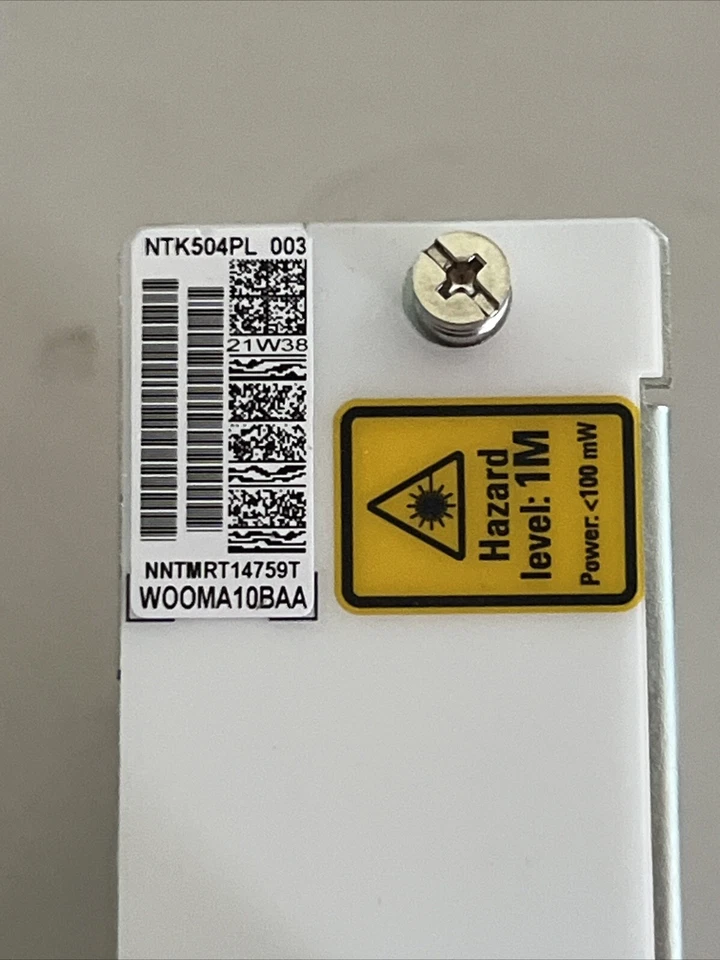 NTK504PL 003
21W38
NNTMRT14759T
WOOMA10BAA
Hazard
level: 1M
Power: <100 mW